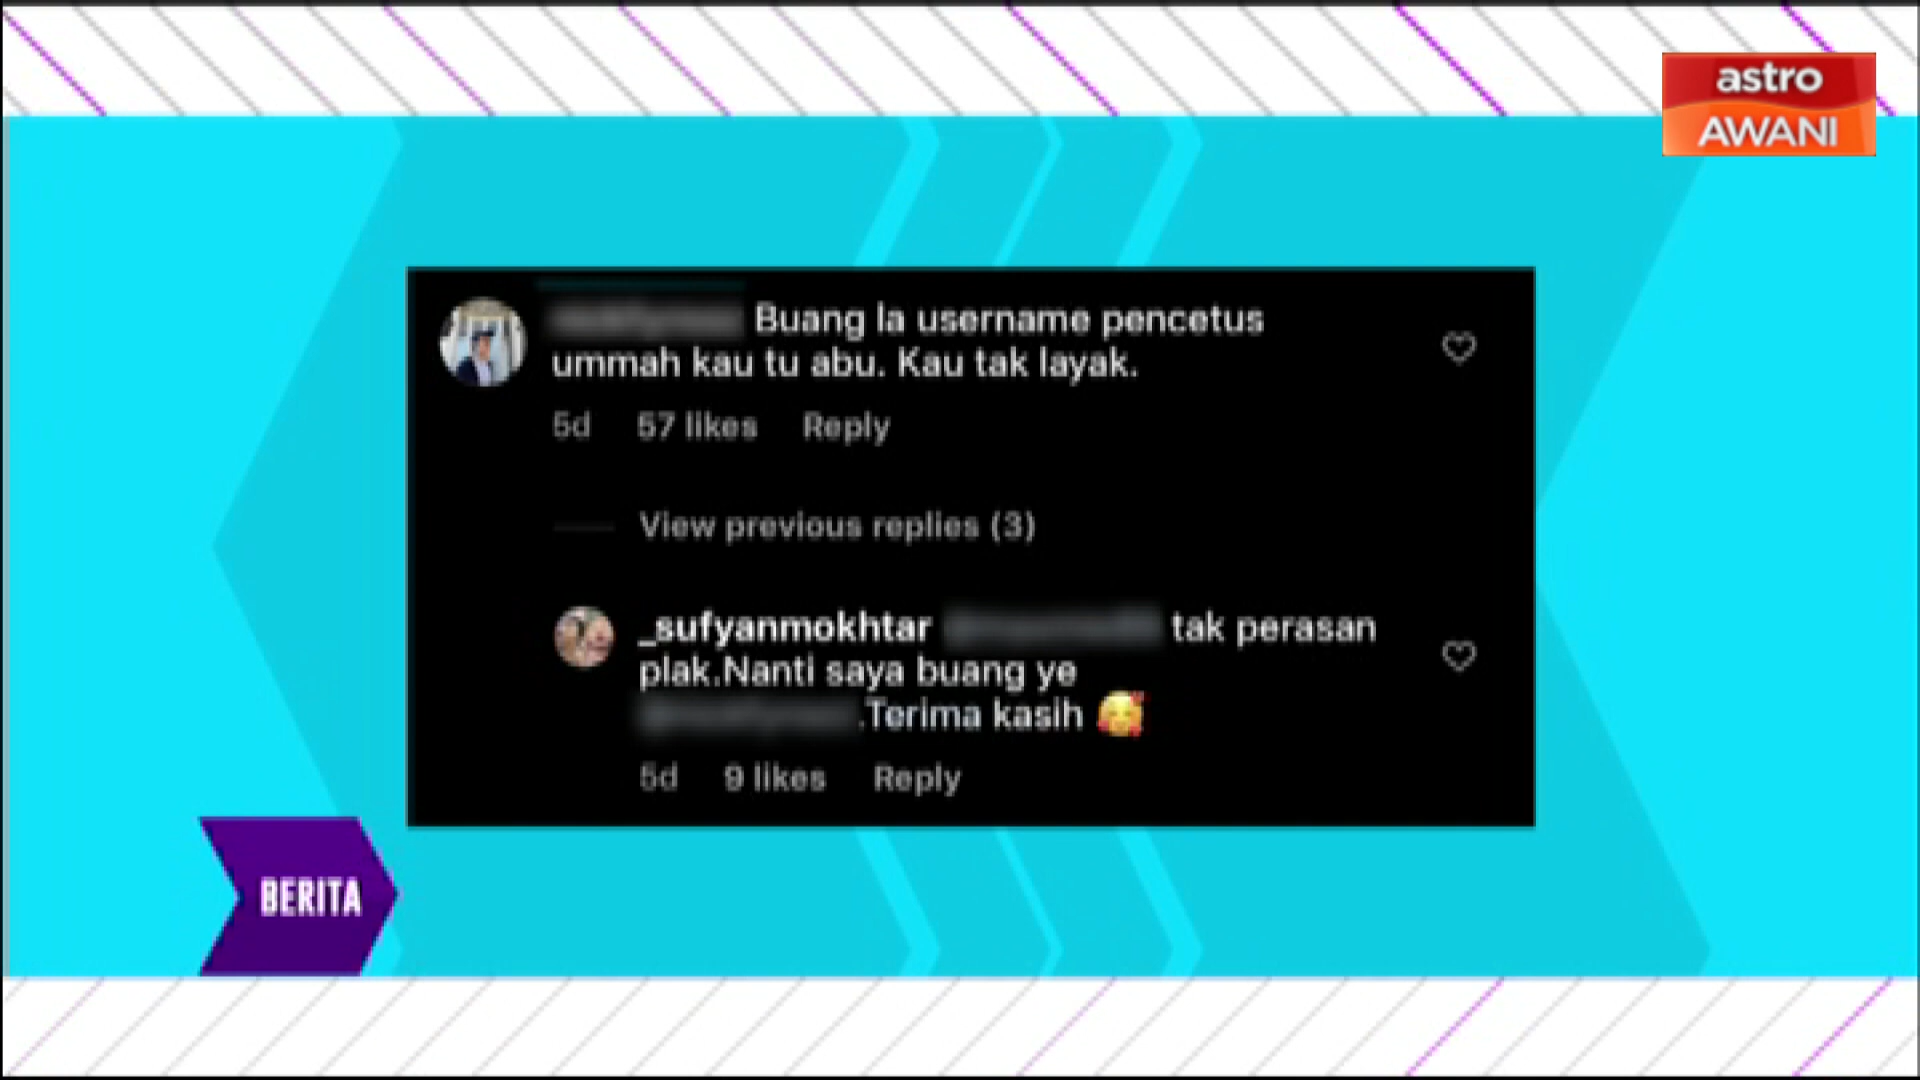 astro
AWANI
Buang la username pencetus
ummah kau tu abu. Kau tak layak.
5d 57 likes Reply
View previous replies (3)
_sufyanmokhtar tak perasan
plak.Nanti saya buang ye
.Terima kasih 🥰
5d 9 likes Reply
BERITA